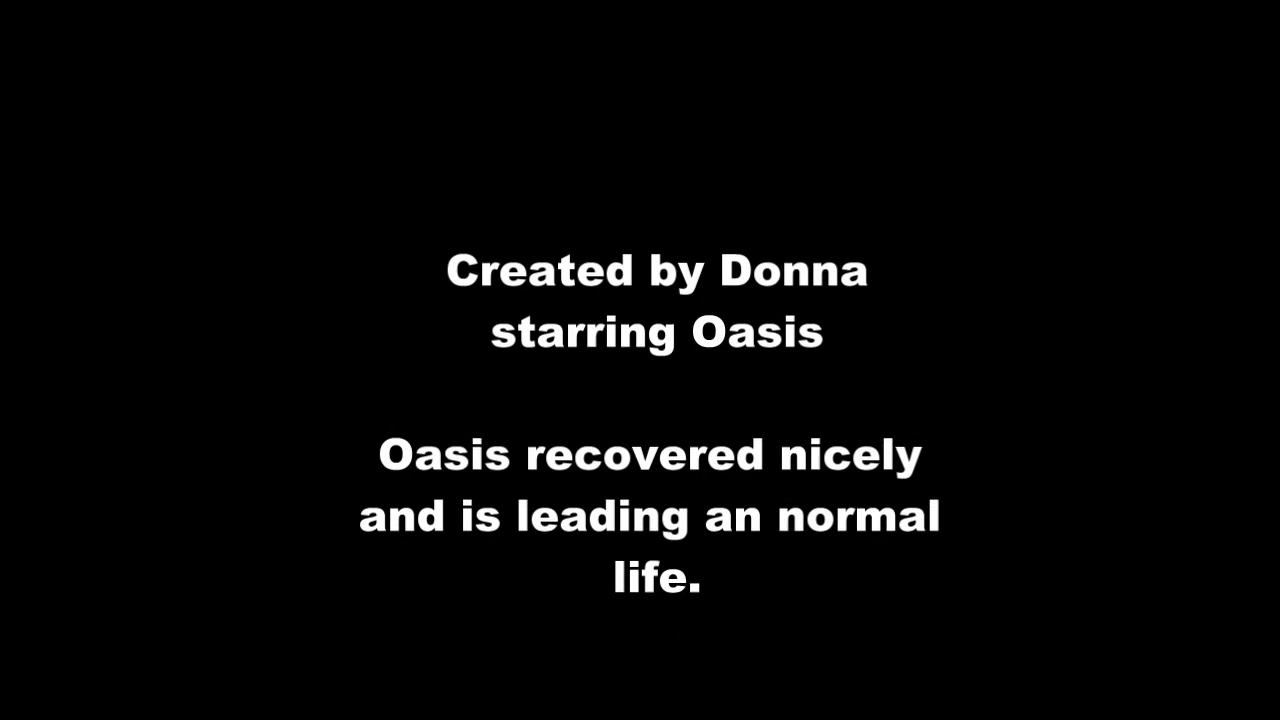 Created by Donna
starring Oasis
Oasis recovered nicely
and is leading an normal
life.